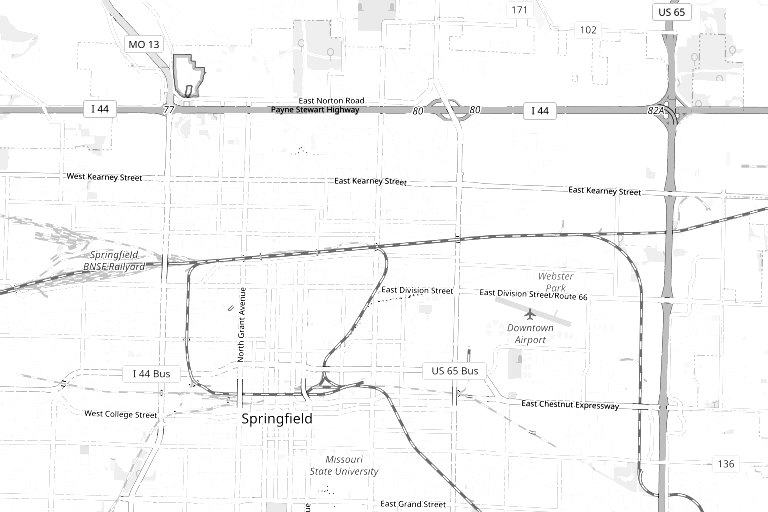 171
US 65
102
MO 13
East Norton Road
I 44
77
Payne Stewart Highway
80
80
I 44
82A
West Kearney Street
East Kearney Street
East Kearney Street
Springfield
BNSF Railyard
Webster
Park
East Division Street
East Division Street/Route 66
North Grant Avenue
Downtown
Airport
I 44 Bus
US 65 Bus
East Chestnut Expressway
West College Street
Springfield
Missouri
State University
136
East Grand Street